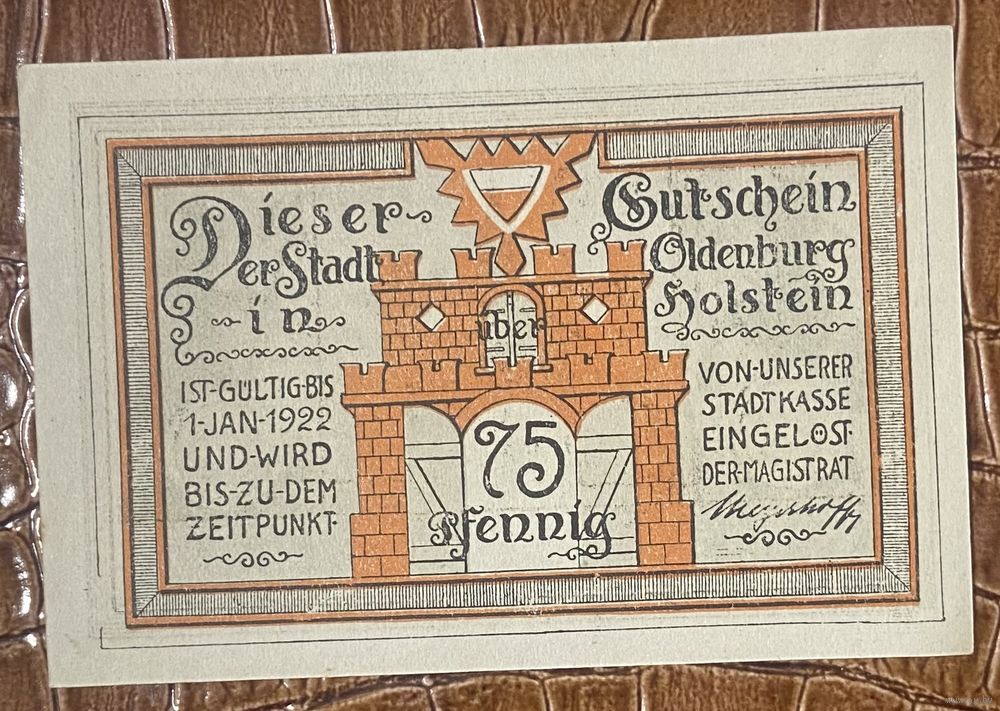 Dieser Gutschein
Der Stadt Oldenburg
in Holstein
über
75
Pfennig
IST-GÜLTIG-BIS
1-JAN-1922
UND-WIRD
BIS-ZU-DEM
ZEITPUNKT-
VON-UNSERER
STADTKASSE
EINGELÖST-
DER-MAGISTRAT